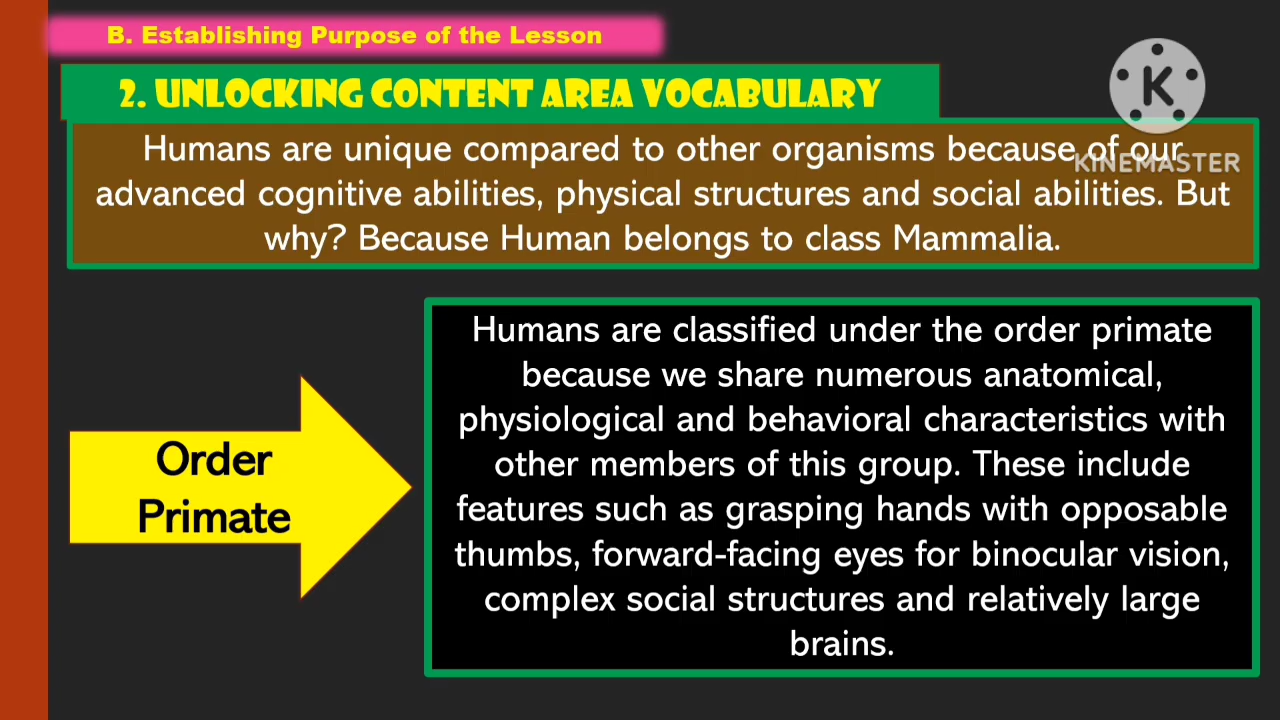 B. Establishing Purpose of the Lesson
2. UNLOCKING CONTENT AREA VOCABULARY
Humans are unique compared to other organisms because of our
advanced cognitive abilities, physical structures and social abilities. But
why? Because Human belongs to class Mammalia.
K
KINEMASTER
Order
Primate
Humans are classified under the order primate
because we share numerous anatomical,
physiological and behavioral characteristics with
other members of this group. These include
features such as grasping hands with opposable
thumbs, forward-facing eyes for binocular vision,
complex social structures and relatively large
brains.